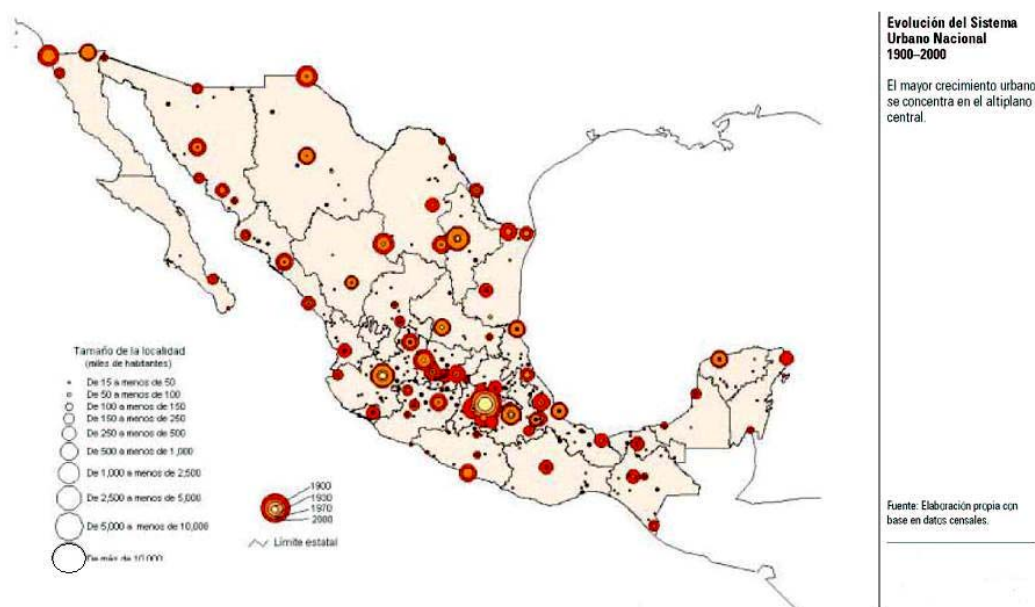 Evolución del Sistema
Urbano Nacional
1900–2000
El mayor crecimiento urbano
se concentra en el altiplano
central.
Tamaño de la localidad
(miles de habitantes)
De 15 a menos de 50
De 50 a menos de 100
De 100 a menos de 150
De 150 a menos de 250
De 250 a menos de 500
De 500 a menos de 1,000
De 1,000 a menos de 2,500
De 2,500 a menos de 5,000
De 5,000 a menos de 10,000
De más de 10,000
1900
1930
1970
2000
Límite estatal
Fuente: Elaboración propia con
base en datos censales.